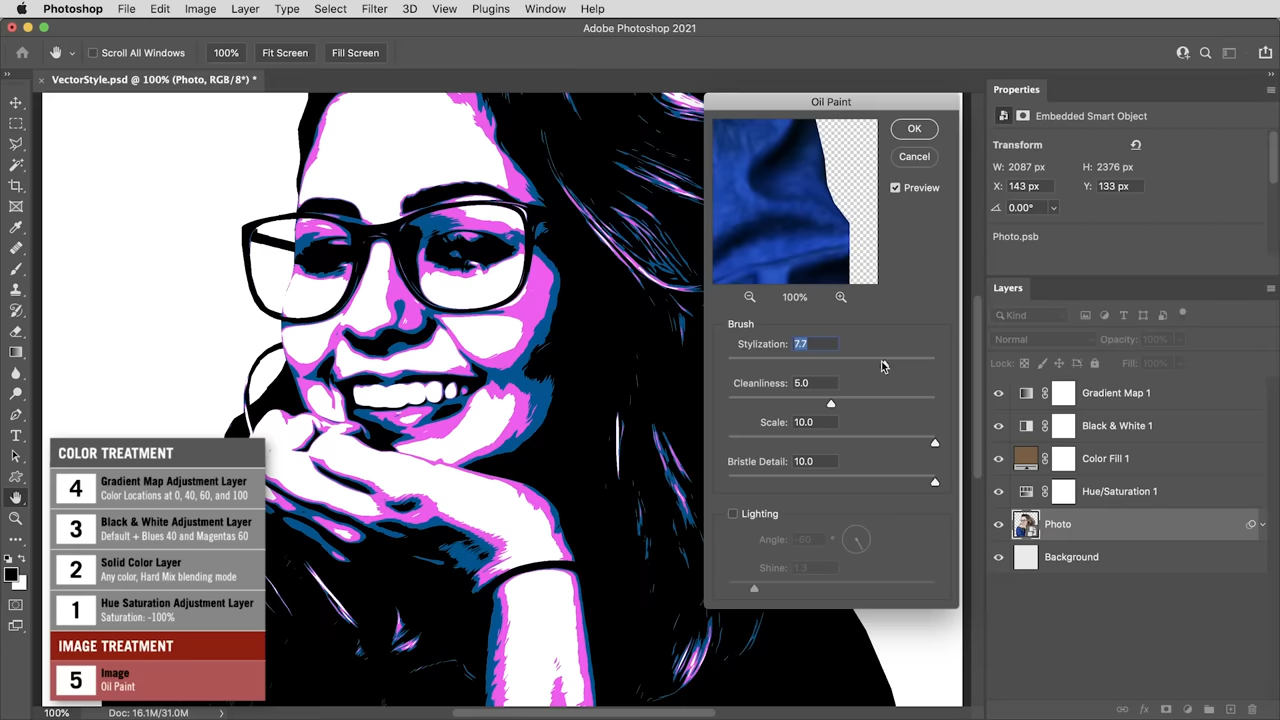 Photoshop File Edit Image Layer Type Select Filter 3D View Plugins Window Help
Adobe Photoshop 2021
Scroll All Windows 100% Fit Screen Fill Screen
VectorStyle.psd @ 100% (Photo, RGB/8*) *
Oil Paint
OK
Cancel
Preview
100%
Brush
Stylization: 7.7
Cleanliness: 5.0
Scale: 10.0
Bristle Detail: 10.0
Lighting
Angle: -60 °
Shine: 1.3
Properties
Embedded Smart Object
Transform
W: 2087 px H: 2376 px
X: 143 px Y: 133 px
0.00°
Photo.psb
Layers
Kind
Normal Opacity: 100%
Lock: Fill: 100%
Gradient Map 1
Black & White 1
Color Fill 1
Hue/Saturation 1
Photo
Background
COLOR TREATMENT
4 Gradient Map Adjustment Layer
Color Locations at 0, 40, 60, and 100
3 Black & White Adjustment Layer
Default + Blues 40 and Magentas 60
2 Solid Color Layer
Any color, Hard Mix blending mode
1 Hue Saturation Adjustment Layer
Saturation: -100%
IMAGE TREATMENT
5 Image
Oil Paint
100% Doc: 16.1M/31.0M